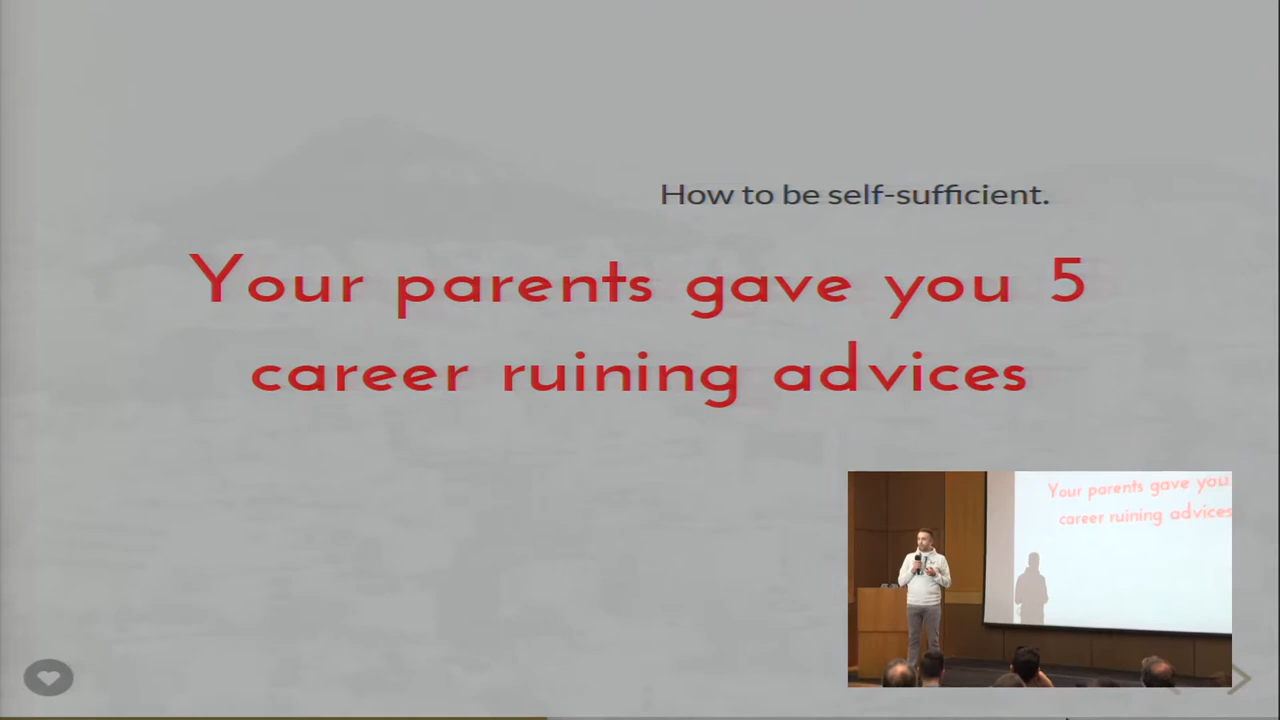 How to be self-sufficient.
Your parents gave you 5
career ruining advices
Your parents gave you
career ruining advices